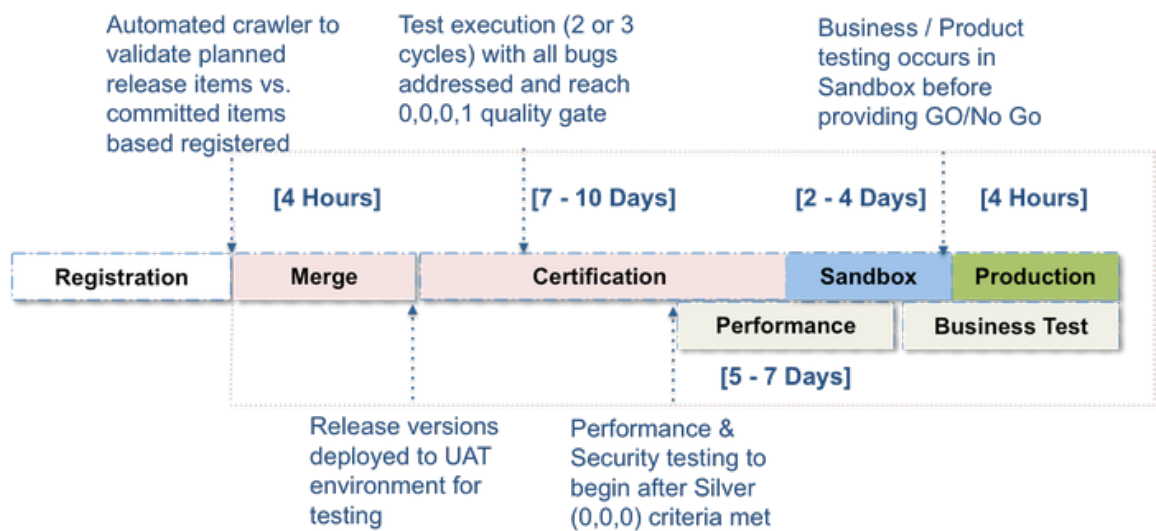 Automated crawler to
validate planned
release items vs.
committed items
based registered
Test execution (2 or 3
cycles) with all bugs
addressed and reach
0,0,0,1 quality gate
Business / Product
testing occurs in
Sandbox before
providing GO/No Go
[4 Hours]
[7 - 10 Days]
[2 - 4 Days]
[4 Hours]
Registration
Merge
Certification
Sandbox
Production
Performance
Business Test
[5 - 7 Days]
Release versions
deployed to UAT
environment for
testing
Performance &
Security testing to
begin after Silver
(0,0,0) criteria met